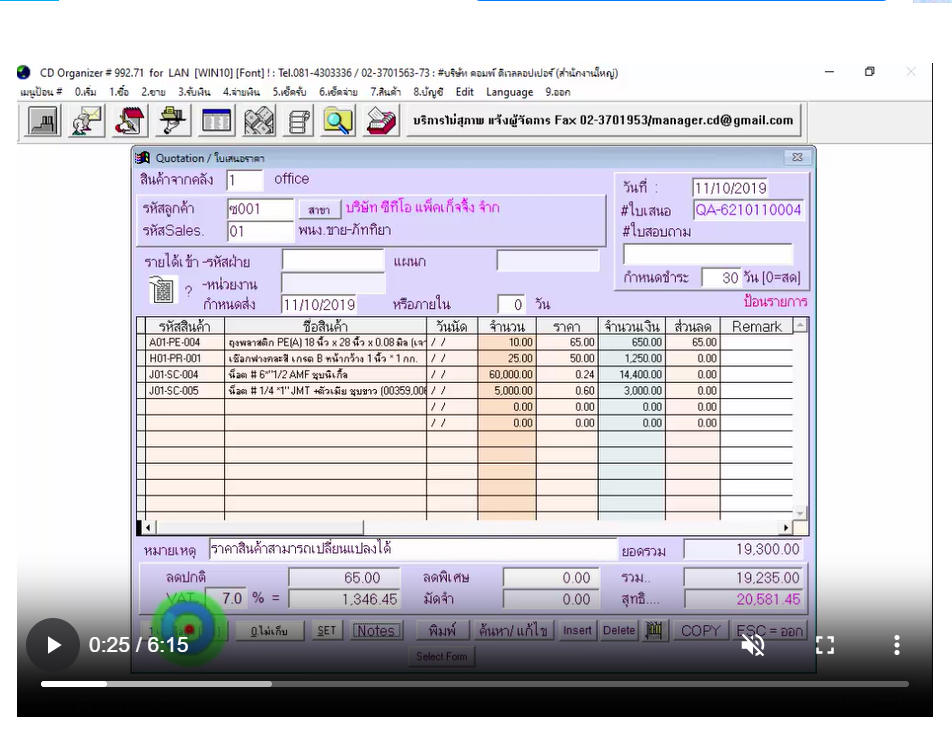 CD Organizer # 992.71 for LAN [WIN10] [Font] ! : Tel.081-4303336 / 02-3701563-73 : #บริษัท คอมพ์ ดิเวลลอปเปอร์ (สำนักงานใหญ่)
เมนูป้อน # 0.เริ่ม 1.ซื้อ 2.ขาย 3.รับเงิน 4.จ่ายเงิน 5.เช็ครับ 6.เช็คจ่าย 7.สินค้า 8.บัญชี Edit Language 9.ออก
บริการไม่สุภาพ แจ้งผู้จัดการ Fax 02-3701953/manager.cd@gmail.com
Quotation / ใบเสนอราคา
สินค้าจากคลัง 1 office
วันที่ : 11/10/2019
รหัสลูกค้า ซ001 สาขา บริษัท ซีทีไอ แพ็คเก็จจิ้ง จำก
#ใบเสนอ QA-6210110004
รหัสSales. 01 พนง.ขาย-ภัททิยา
#ใบสอบถาม
รายได้เข้า -รหัสฝ่าย แผนก
? -หน่วยงาน
กำหนดชำระ 30 วัน [0=สด]
กำหนดส่ง 11/10/2019 หรือภายใน 0 วัน
ป้อนรายการ
รหัสสินค้า ชื่อสินค้า วันนัด จำนวน ราคา จำนวนเงิน ส่วนลด Remark
A01-PE-004 ถุงพลาสติก PE(A) 18 นิ้ว x 28 นิ้ว x 0.08 มิล (เจา / / 10.00 65.00 650.00 65.00
H01-PR-001 เชือกฟางคละสี เกรด B หน้ากว้าง 1 นิ้ว * 1 กก. / / 25.00 50.00 1,250.00 0.00
J01-SC-004 น็อต # 6*"1/2 AMF ชุบนิเกิ้ล / / 60,000.00 0.24 14,400.00 0.00
J01-SC-005 น็อต # 1/4 *1" JMT +ตัวเมีย ชุบขาว (00359.006 / / 5,000.00 0.60 3,000.00 0.00
/ / 0.00 0.00 0.00 0.00
/ / 0.00 0.00 0.00 0.00
หมายเหตุ ราคาสินค้าสามารถเปลี่ยนแปลงได้ ยอดรวม 19,300.00
ลดปกติ 65.00 ลดพิเศษ 0.00 รวม.. 19,235.00
VAT. 7.0 % = 1,346.45 มัดจำ 0.00 สุทธิ.... 20,581.45
0.ไม่เก็บ SET [Notes] พิมพ์ ค้นหา/แก้ไข Insert Delete COPY ESC = ออก
0:25 / 6:15
Select Form